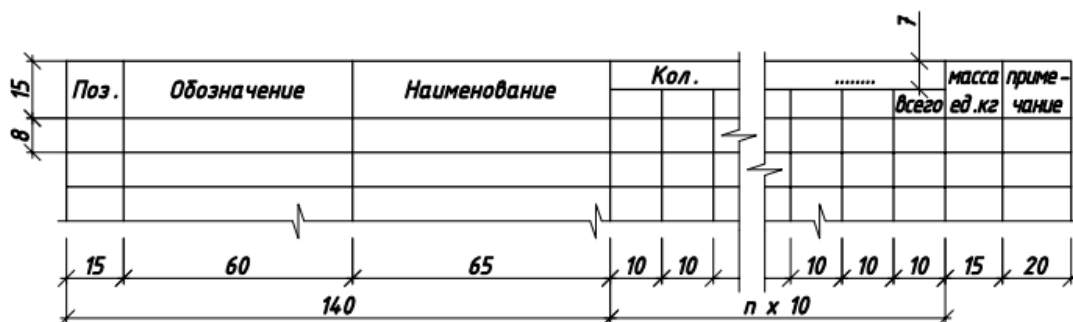 7
15
Поз. Обозначение Наименование Кол. ........ масса приме-
всего ед.кг чание
8
15 60 65 10 10 10 10 10 15 20
140 n x 10